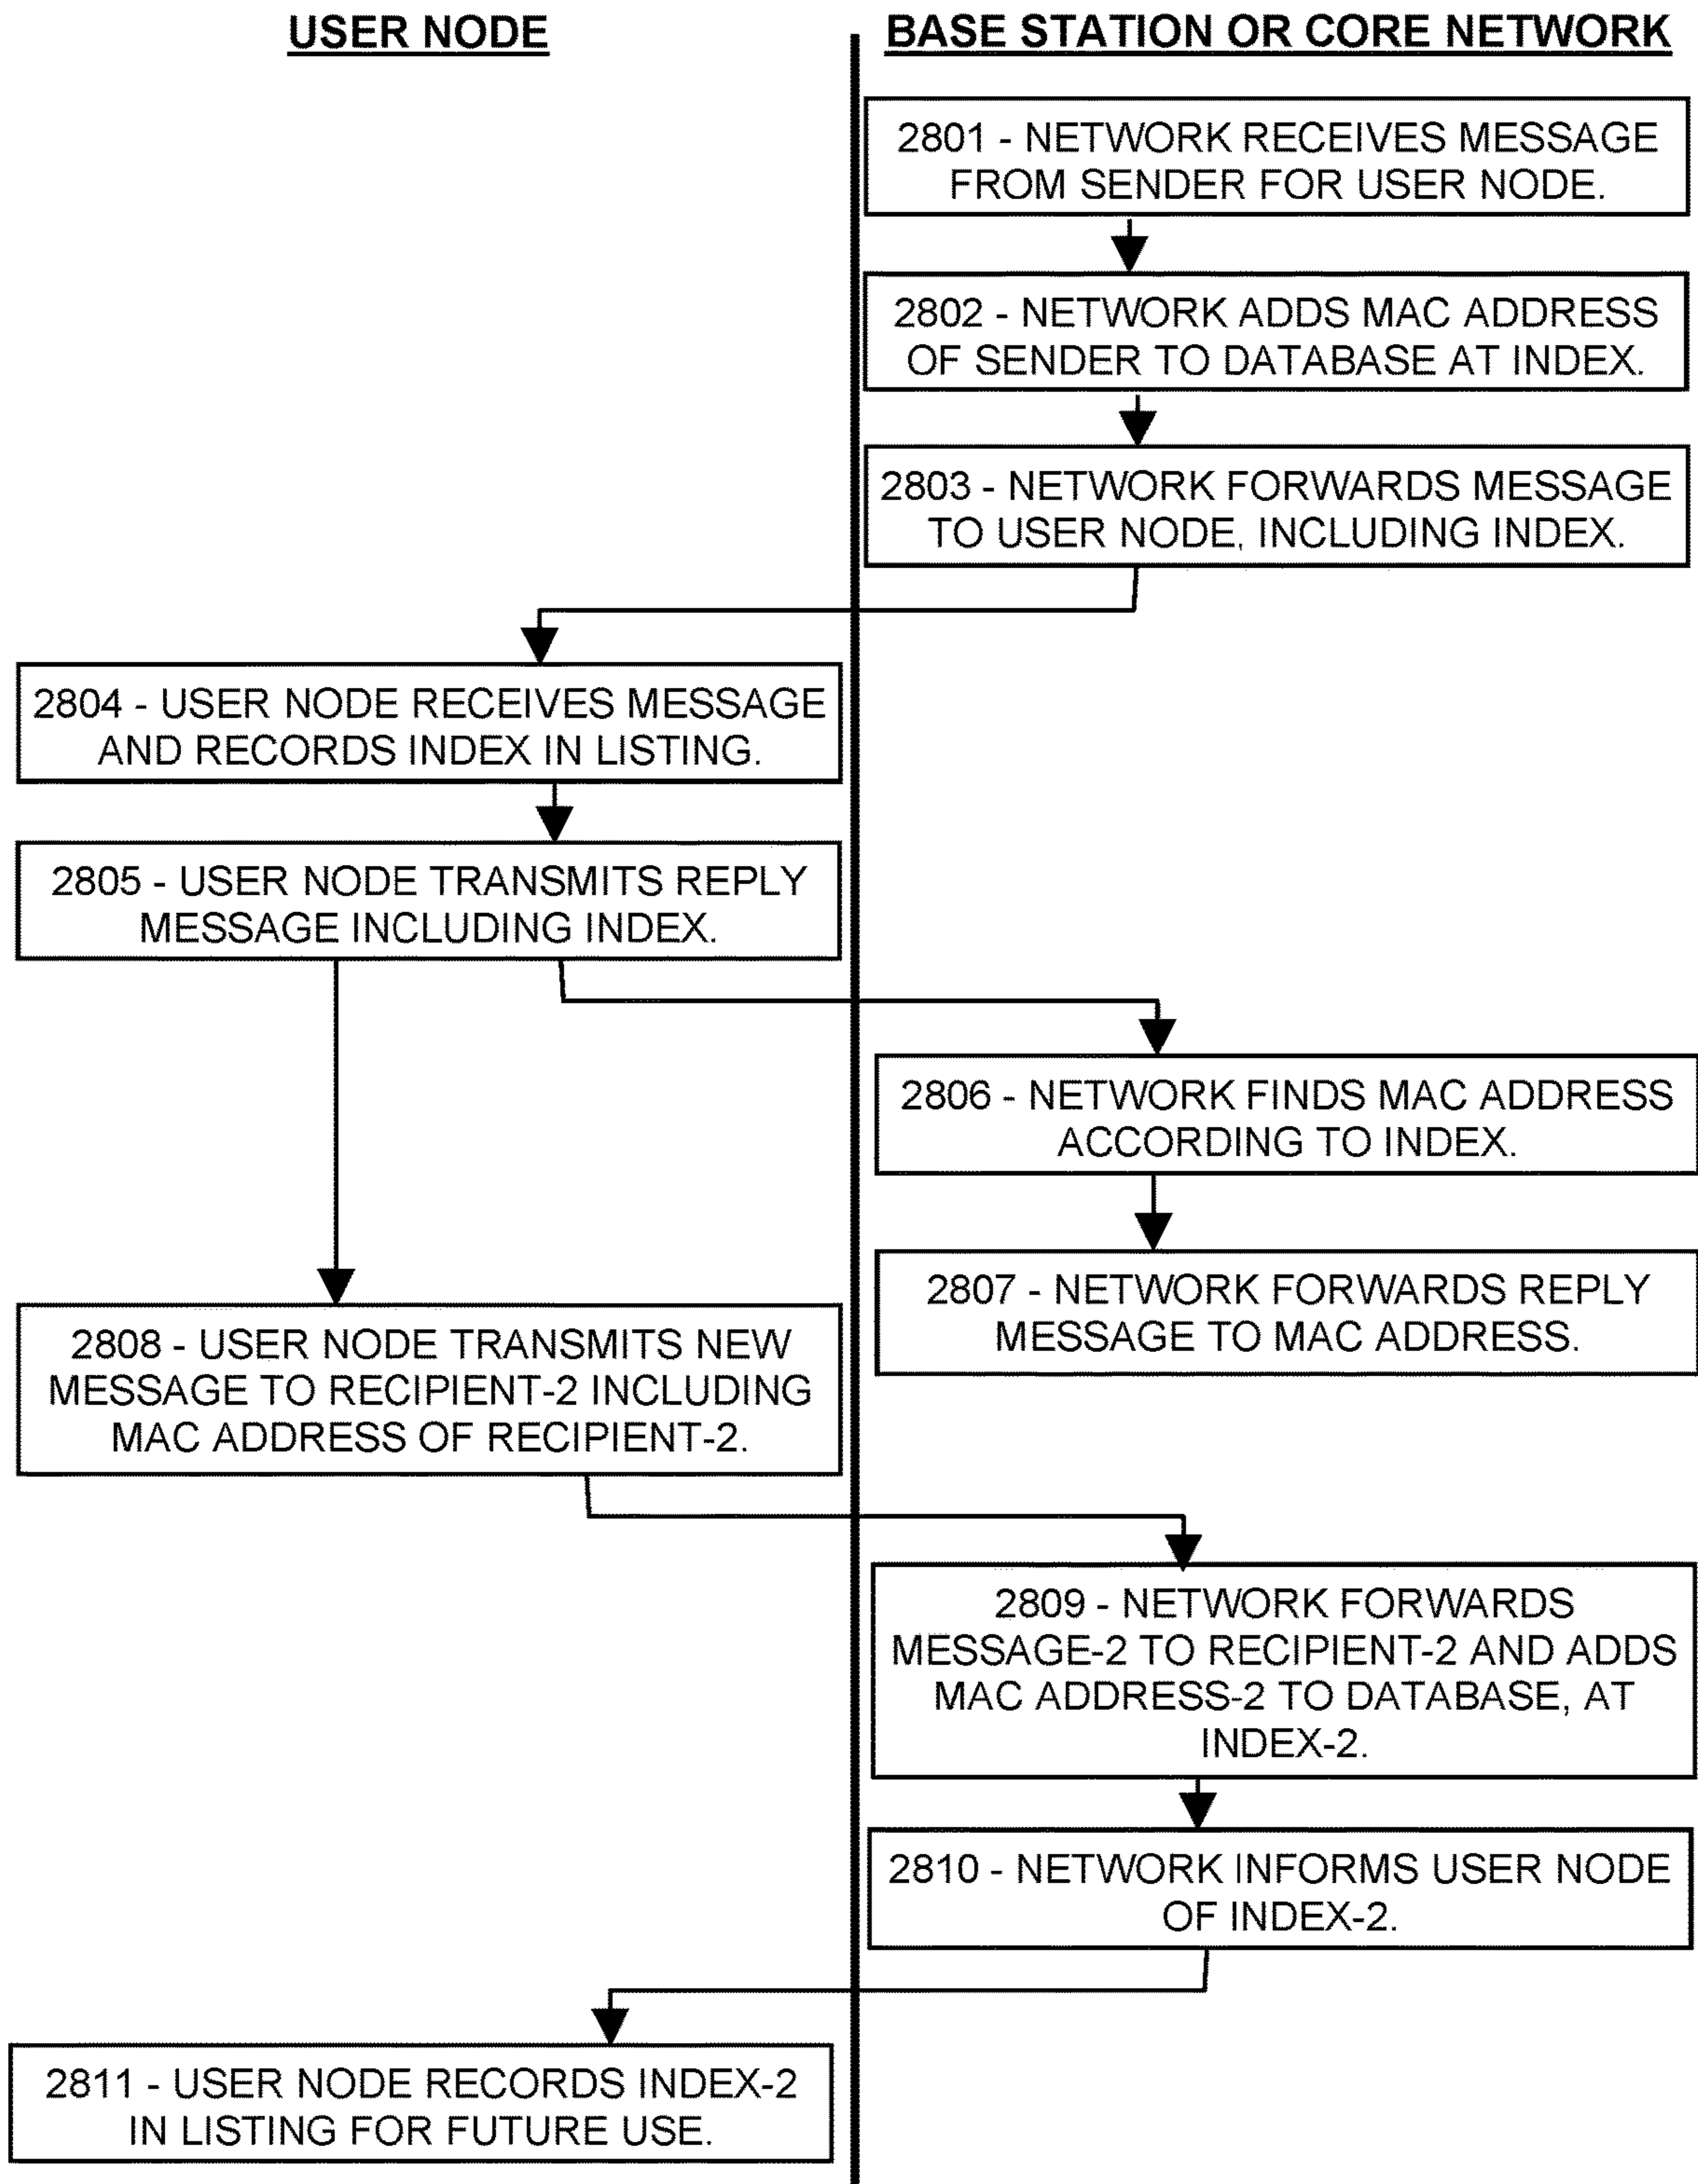 USER NODE
BASE STATION OR CORE NETWORK
2801 - NETWORK RECEIVES MESSAGE
FROM SENDER FOR USER NODE.
2802 - NETWORK ADDS MAC ADDRESS
OF SENDER TO DATABASE AT INDEX.
2803 - NETWORK FORWARDS MESSAGE
TO USER NODE, INCLUDING INDEX.
2804 - USER NODE RECEIVES MESSAGE
AND RECORDS INDEX IN LISTING.
2805 - USER NODE TRANSMITS REPLY
MESSAGE INCLUDING INDEX.
2806 - NETWORK FINDS MAC ADDRESS
ACCORDING TO INDEX.
2807 - NETWORK FORWARDS REPLY
MESSAGE TO MAC ADDRESS.
2808 - USER NODE TRANSMITS NEW
MESSAGE TO RECIPIENT-2 INCLUDING
MAC ADDRESS OF RECIPIENT-2.
2809 - NETWORK FORWARDS
MESSAGE-2 TO RECIPIENT-2 AND ADDS
MAC ADDRESS-2 TO DATABASE, AT
INDEX-2.
2810 - NETWORK INFORMS USER NODE
OF INDEX-2.
2811 - USER NODE RECORDS INDEX-2
IN LISTING FOR FUTURE USE.